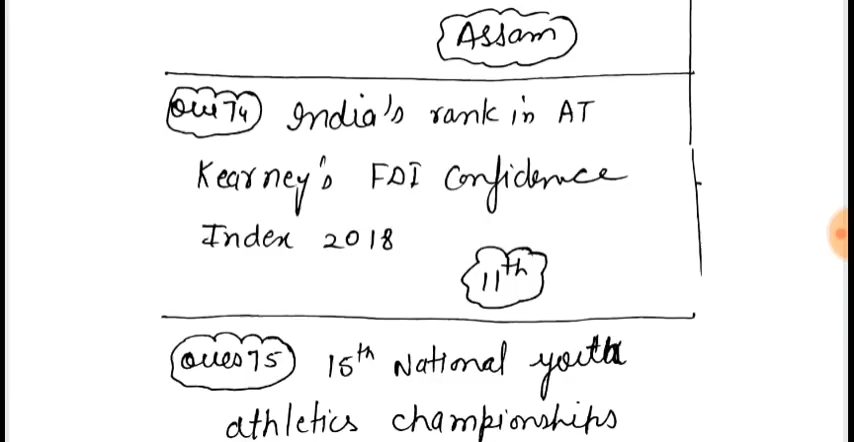 Assam
Ques 74 India's rank in AT
Kearney's FDI Confidence
Index 2018
11th
Ques 75 15th National youth
athletics championships